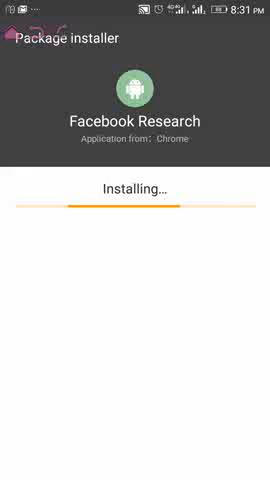 8:31 PM
Package installer
Facebook Research
Application from: Chrome
Installing...